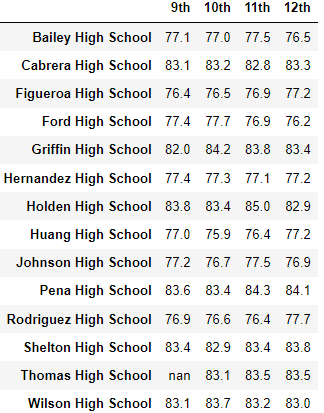 9th 10th 11th 12th
Bailey High School 77.1 77.0 77.5 76.5
Cabrera High School 83.1 83.2 82.8 83.3
Figueroa High School 76.4 76.5 76.9 77.2
Ford High School 77.4 77.7 76.9 76.2
Griffin High School 82.0 84.2 83.8 83.4
Hernandez High School 77.4 77.3 77.1 77.2
Holden High School 83.8 83.4 85.0 82.9
Huang High School 77.0 75.9 76.4 77.2
Johnson High School 77.2 76.7 77.5 76.9
Pena High School 83.6 83.4 84.3 84.1
Rodriguez High School 76.9 76.6 76.4 77.7
Shelton High School 83.4 82.9 83.4 83.8
Thomas High School nan 83.1 83.5 83.5
Wilson High School 83.1 83.7 83.2 83.0